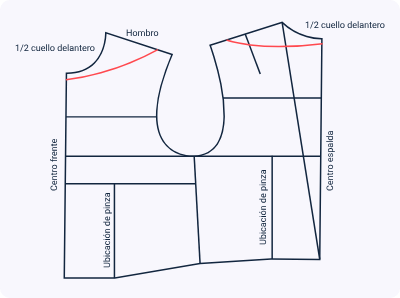 Hombro
1/2 cuello delantero
1/2 cuello delantero
Centro frente
Ubicación de pinza
Ubicación de pinza
Centro espalda